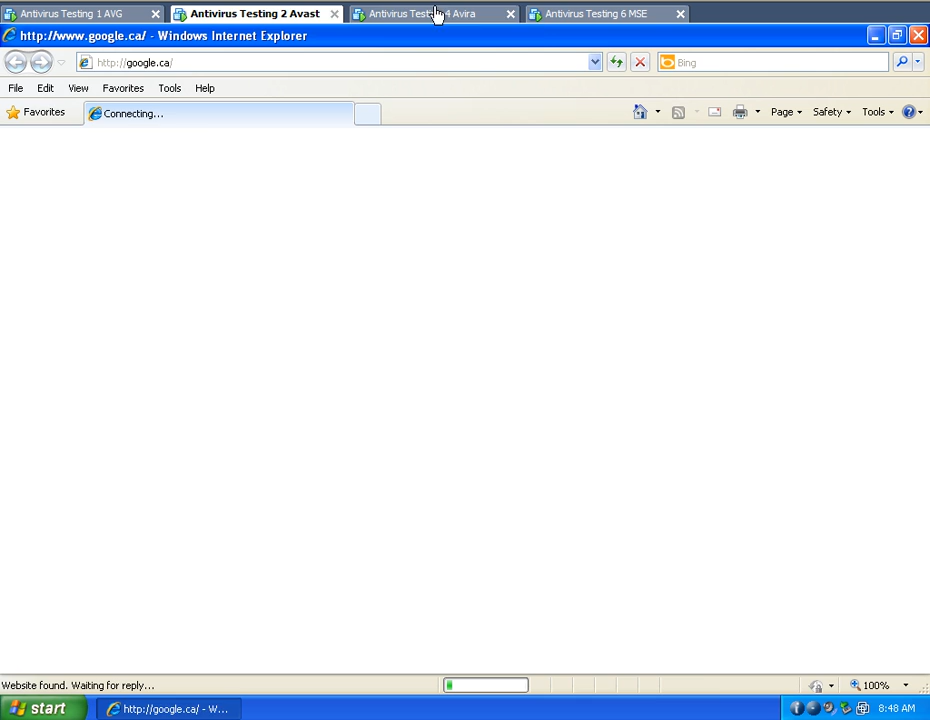 Antivirus Testing 1 AVG
Antivirus Testing 2 Avast
Antivirus Test 4 Avira
Antivirus Testing 6 MSE
http://www.google.ca/ - Windows Internet Explorer
http://google.ca/
Bing
File Edit View Favorites Tools Help
Favorites
Connecting...
Page
Safety
Tools
Website found. Waiting for reply...
100%
start
http://google.ca/ - W...
8:48 AM